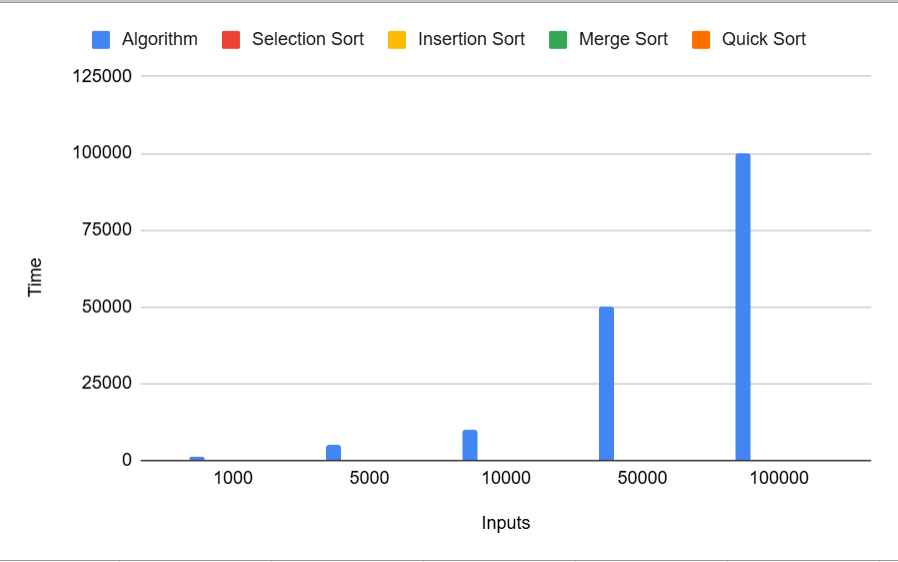 Algorithm Selection Sort Insertion Sort Merge Sort Quick Sort
125000
100000
75000
50000
25000
0
Time
1000 5000 10000 50000 100000
Inputs